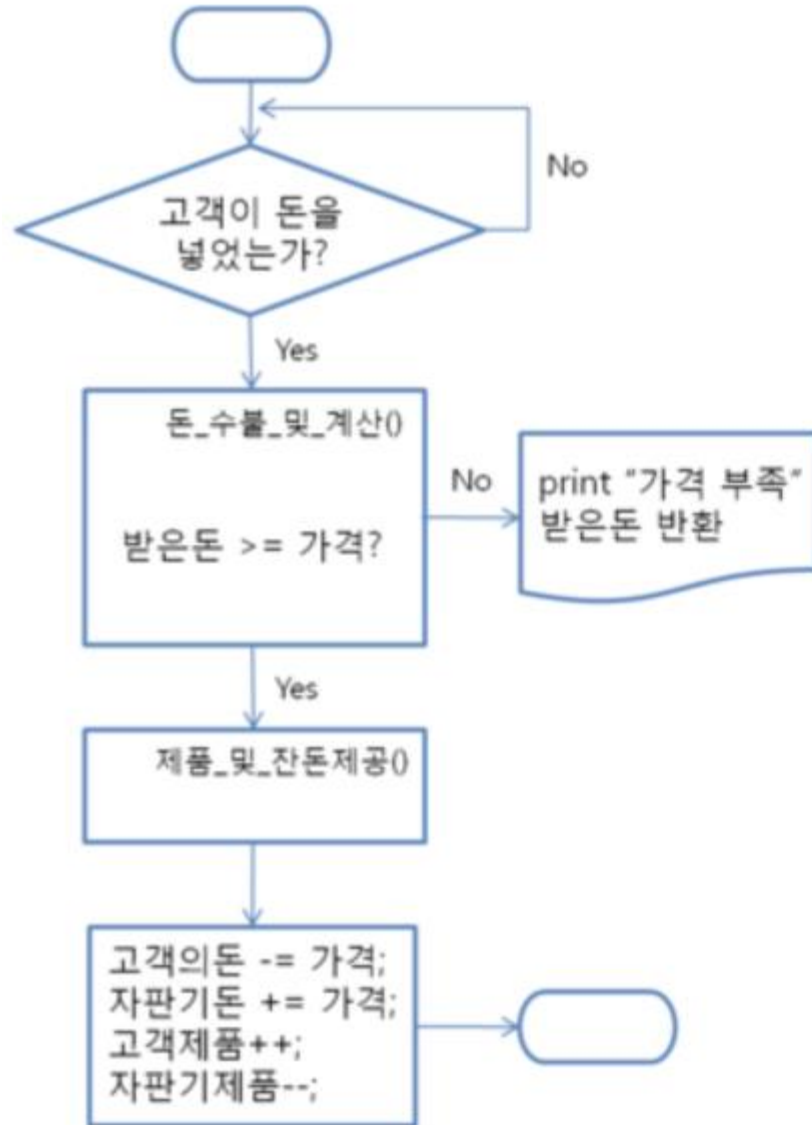 No
고객이 돈을
넣었는가?
Yes
돈_수불_및_계산()
받은돈 >= 가격?
No
print "가격 부족"
받은돈 반환
Yes
제품_및_잔돈제공()
고객의돈 -= 가격;
자판기돈 += 가격;
고객제품++;
자판기제품--;